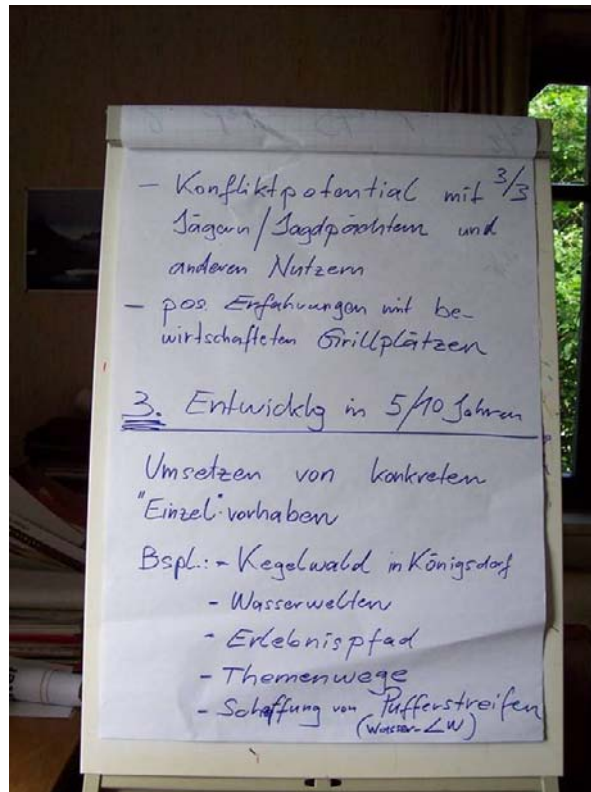 3/3
- Konfliktpotential mit
Jägern/Jagdpächtern und
anderen Nutzern
- pos. Erfahrungen mit be-
wirtschafteten Grillplätzen
3. Entwicklg in 5/10 Jahren
Umsetzen von konkreten
"Einzel"vorhaben
Bspl.: - Kegelwald in Königsdorf
- Wasserwelten
- Erlebnispfad
- Themenwege
- Schaffung von Pufferstreifen
(Wasser-LW)